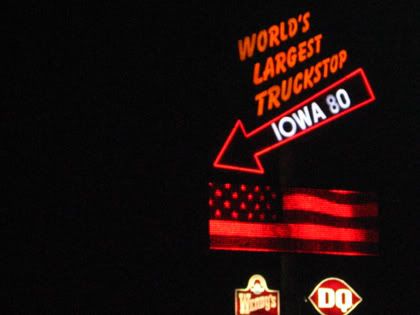 WORLD'S
LARGEST
TRUCKSTOP
IOWA 80
WENDY'S
DQ